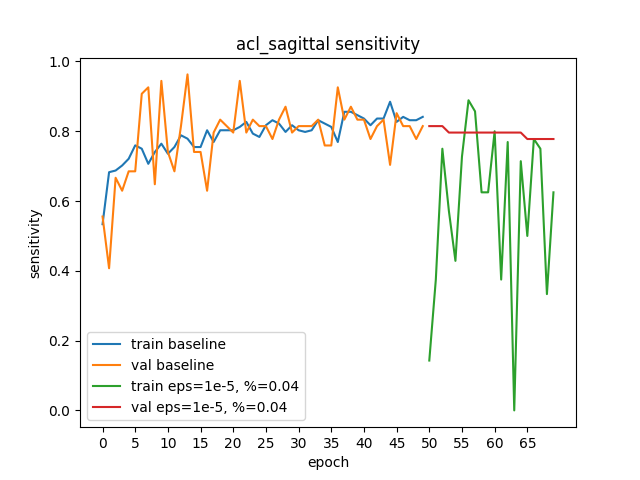 acl_sagittal sensitivity
1.0
0.8
0.6
0.4
0.2
0.0
sensitivity
train baseline
val baseline
train eps=1e-5, %=0.04
val eps=1e-5, %=0.04
0 5 10 15 20 25 30 35 40 45 50 55 60 65
epoch